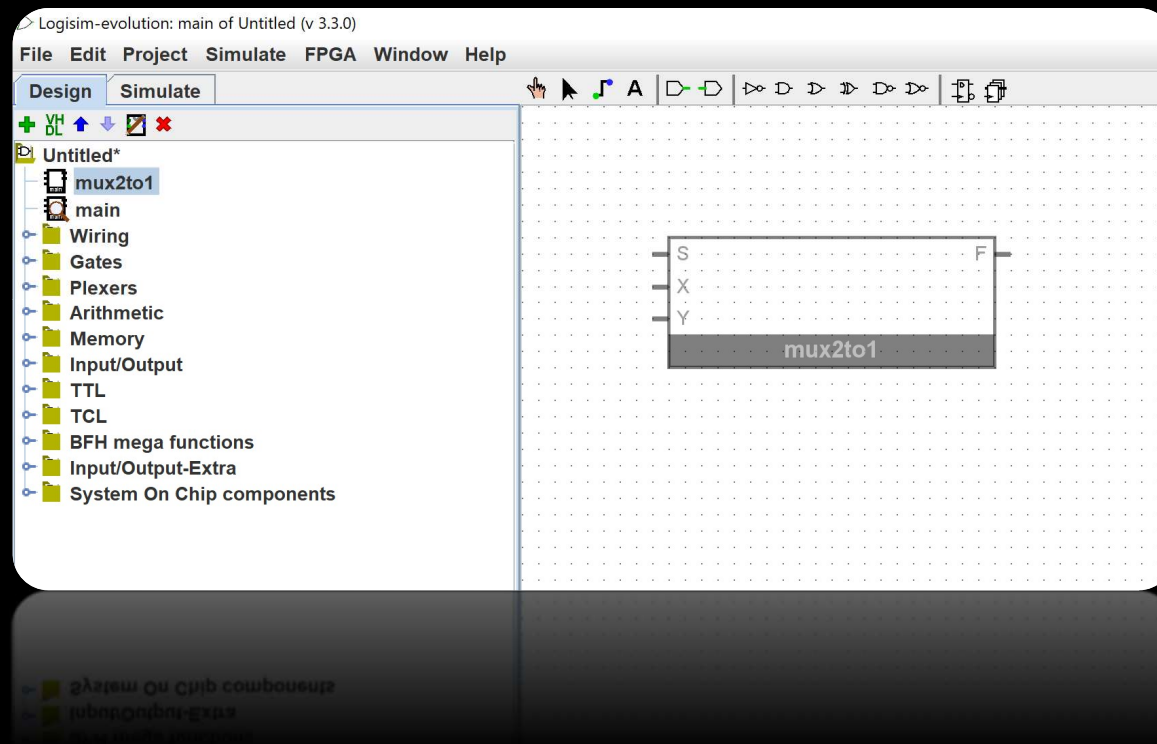 Logisim-evolution: main of Untitled (v 3.3.0)
File Edit Project Simulate FPGA Window Help
Design Simulate
A
VHDL
Untitled*
mux2to1
main
Wiring
Gates
Plexers
Arithmetic
Memory
Input/Output
TTL
TCL
BFH mega functions
Input/Output-Extra
System On Chip components
S F
X
Y
mux2to1